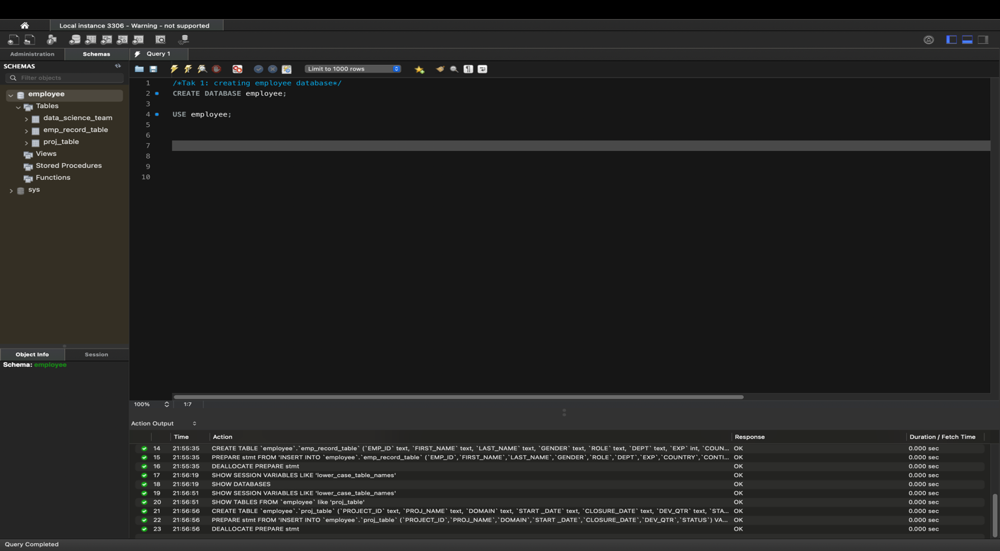 Local instance 3306 - Warning - not supported
Administration
Schemas
Query 1
SCHEMAS
Filter objects
Limit to 1000 rows
employee
Tables
data_science_team
emp_record_table
proj_table
Views
Stored Procedures
Functions
sys
1 /*Tak 1: creating employee database*/
2 CREATE DATABASE employee;
3
4 USE employee;
5
6
7
8
9
10
Object Info
Session
Schema: employee
100%
1:7
Action Output
Time Action Response Duration / Fetch Time
14 21:55:35 CREATE TABLE `employee`.`emp_record_table` (`EMP_ID` text, `FIRST_NAME` text, `LAST_NAME` text, `GENDER` text, `ROLE` text, `DEPT` text, `EXP` int, `COUN... OK 0.000 sec
15 21:55:35 PREPARE stmt FROM 'INSERT INTO `employee`.`emp_record_table` (`EMP_ID`,`FIRST_NAME`,`LAST_NAME`,`GENDER`,`ROLE`,`DEPT`,`EXP`,`COUNTRY`,`CONTI... OK 0.000 sec
16 21:55:35 DEALLOCATE PREPARE stmt OK 0.000 sec
17 21:56:19 SHOW SESSION VARIABLES LIKE 'lower_case_table_names' OK 0.000 sec
18 21:56:19 SHOW DATABASES OK 0.000 sec
19 21:56:51 SHOW SESSION VARIABLES LIKE 'lower_case_table_names' OK 0.000 sec
20 21:56:51 SHOW TABLES FROM `employee` like 'proj_table' OK 0.000 sec
21 21:56:56 CREATE TABLE `employee`.`proj_table` (`PROJECT_ID` text, `PROJ_NAME` text, `DOMAIN` text, `START _DATE` text, `CLOSURE_DATE` text, `DEV_QTR` text, `STA... OK 0.000 sec
22 21:56:56 PREPARE stmt FROM 'INSERT INTO `employee`.`proj_table` (`PROJECT_ID`,`PROJ_NAME`,`DOMAIN`,`START _DATE`,`CLOSURE_DATE`,`DEV_QTR`,`STATUS`) VA... OK 0.000 sec
23 21:56:56 DEALLOCATE PREPARE stmt OK 0.000 sec
Query Completed